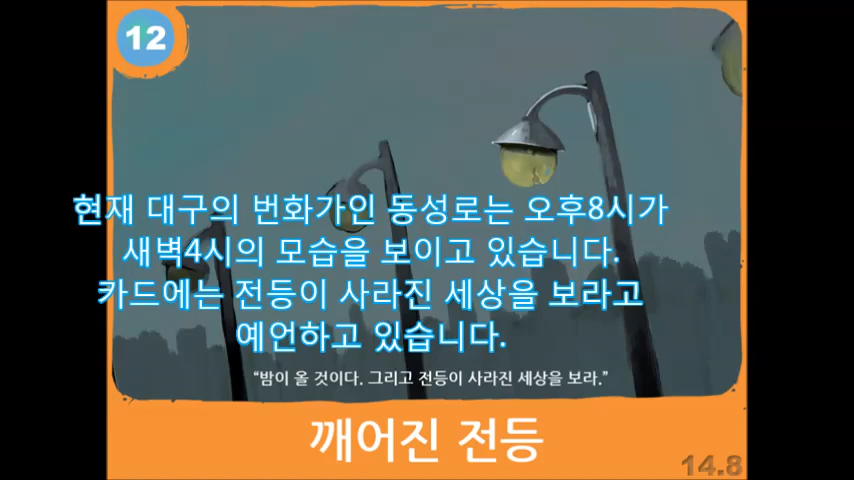 12
현재 대구의 번화가인 동성로는 오후8시가
새벽4시의 모습을 보이고 있습니다.
카드에는 전등이 사라진 세상을 보라고
예언하고 있습니다.
“밤이 올 것이다. 그리고 전등이 사라진 세상을 보라.”
깨어진 전등
14.8